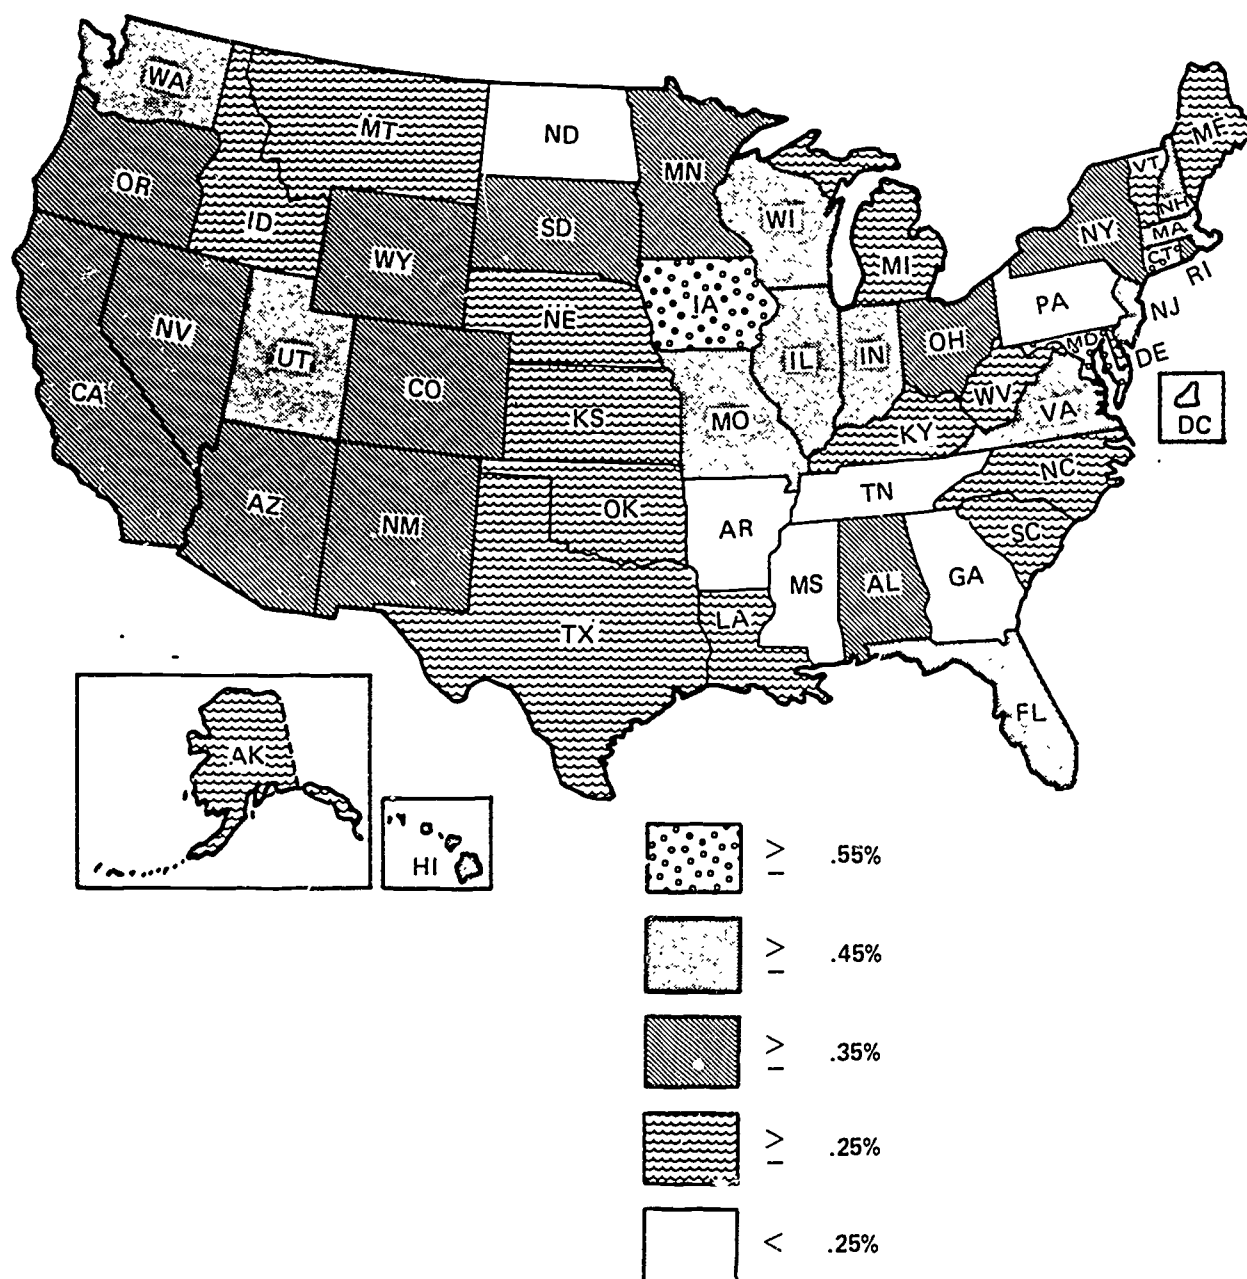 WA
MT
ND
MN
ME
VT
NH
OR
ID
SD
WI
NY
MA
CT
RI
WY
MI
NV
NE
IA
PA
NJ
UT
IL
IN
OH
MD
DE
CA
CO
KS
MO
WV
VA
DC
KY
NC
AZ
NM
OK
AR
TN
SC
MS
AL
GA
TX
LA
FL
AK
HI
≥ .55%
≥ .45%
≥ .35%
≥ .25%
< .25%